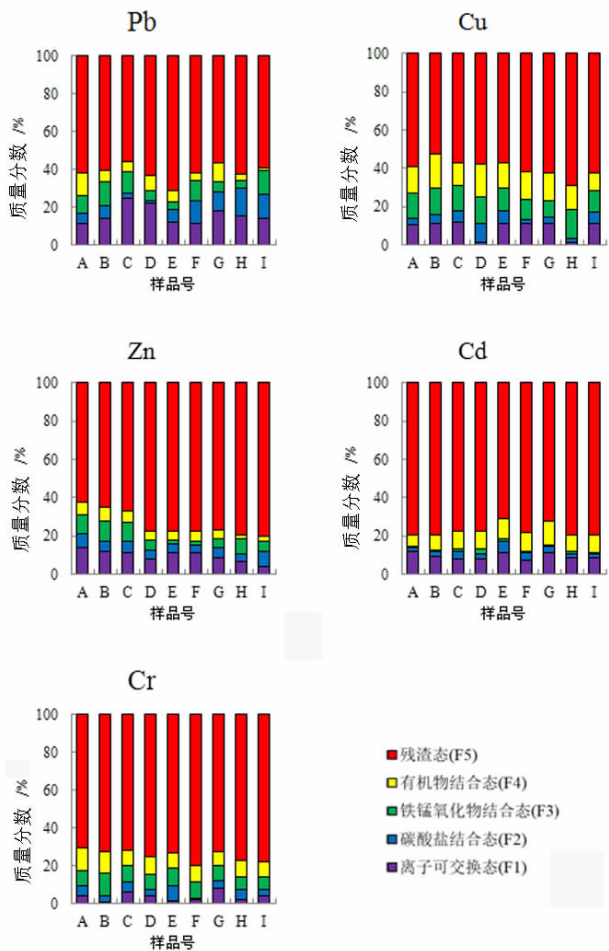 Pb
质量分数 /%
100
80
60
40
20
0
A B C D E F G H I
样品号
Cu
质量分数 /%
100
80
60
40
20
0
A B C D E F G H I
样品号
Zn
质量分数 /%
100
80
60
40
20
0
A B C D E F G H I
样品号
Cd
质量分数 /%
100
80
60
40
20
0
A B C D E F G H I
样品号
Cr
质量分数 /%
100
80
60
40
20
0
A B C D E F G H I
样品号
残渣态(F5)
有机物结合态(F4)
铁锰氧化物结合态(F3)
碳酸盐结合态(F2)
离子可交换态(F1)